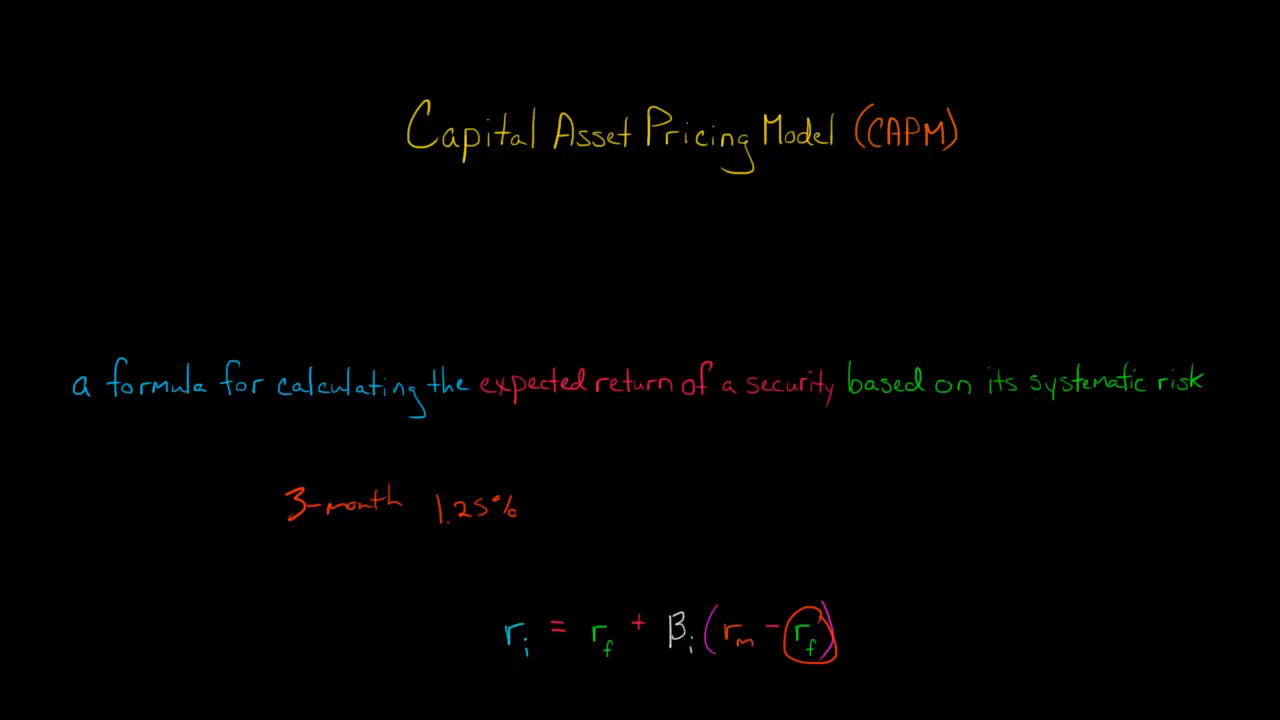 Capital Asset Pricing Model (CAPM)
a formula for calculating the expected return of a security based on its systematic risk
3-month 1.25%
rᵢ = r_f + βᵢ (r_m - r_f)